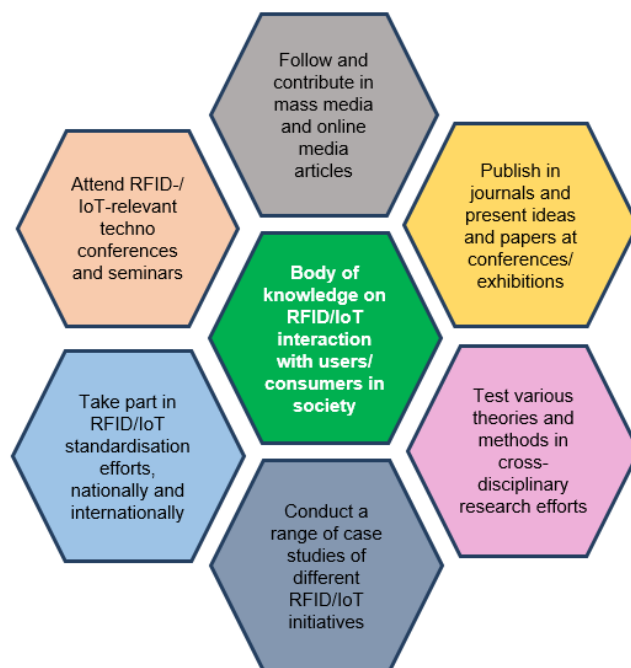 Follow and
contribute in
mass media
and online
media
articles
Publish in
journals and
present ideas
and papers at
conferences/
exhibitions
Test various
theories and
methods in
cross-
disciplinary
research efforts
Conduct a
range of case
studies of
different
RFID/IoT
initiatives
Take part in
RFID/IoT
standardisation
efforts,
nationally and
internationally
Attend RFID-/
IoT-relevant
techno
conferences
and seminars
Body of
knowledge on
RFID/IoT
interaction
with users/
consumers in
society